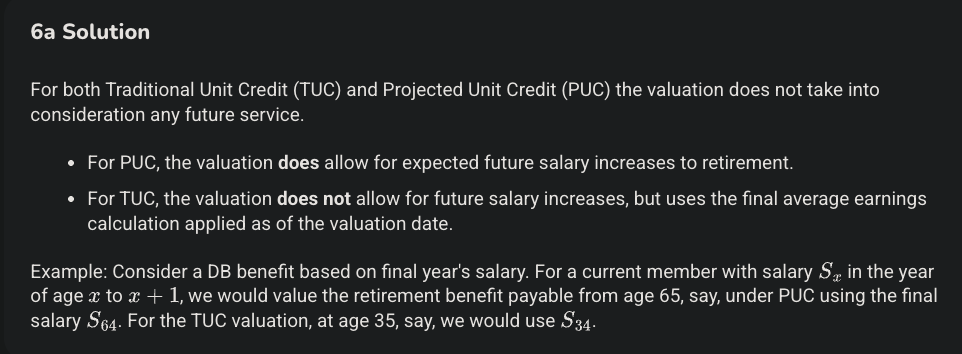 6a Solution
For both Traditional Unit Credit (TUC) and Projected Unit Credit (PUC) the valuation does not take into
consideration any future service.
• For PUC, the valuation does allow for expected future salary increases to retirement.
• For TUC, the valuation does not allow for future salary increases, but uses the final average earnings
calculation applied as of the valuation date.
Example: Consider a DB benefit based on final year's salary. For a current member with salary $S_x$ in the year
of age $x$ to $x + 1$, we would value the retirement benefit payable from age 65, say, under PUC using the final
salary $S_{64}$. For the TUC valuation, at age 35, say, we would use $S_{34}$.